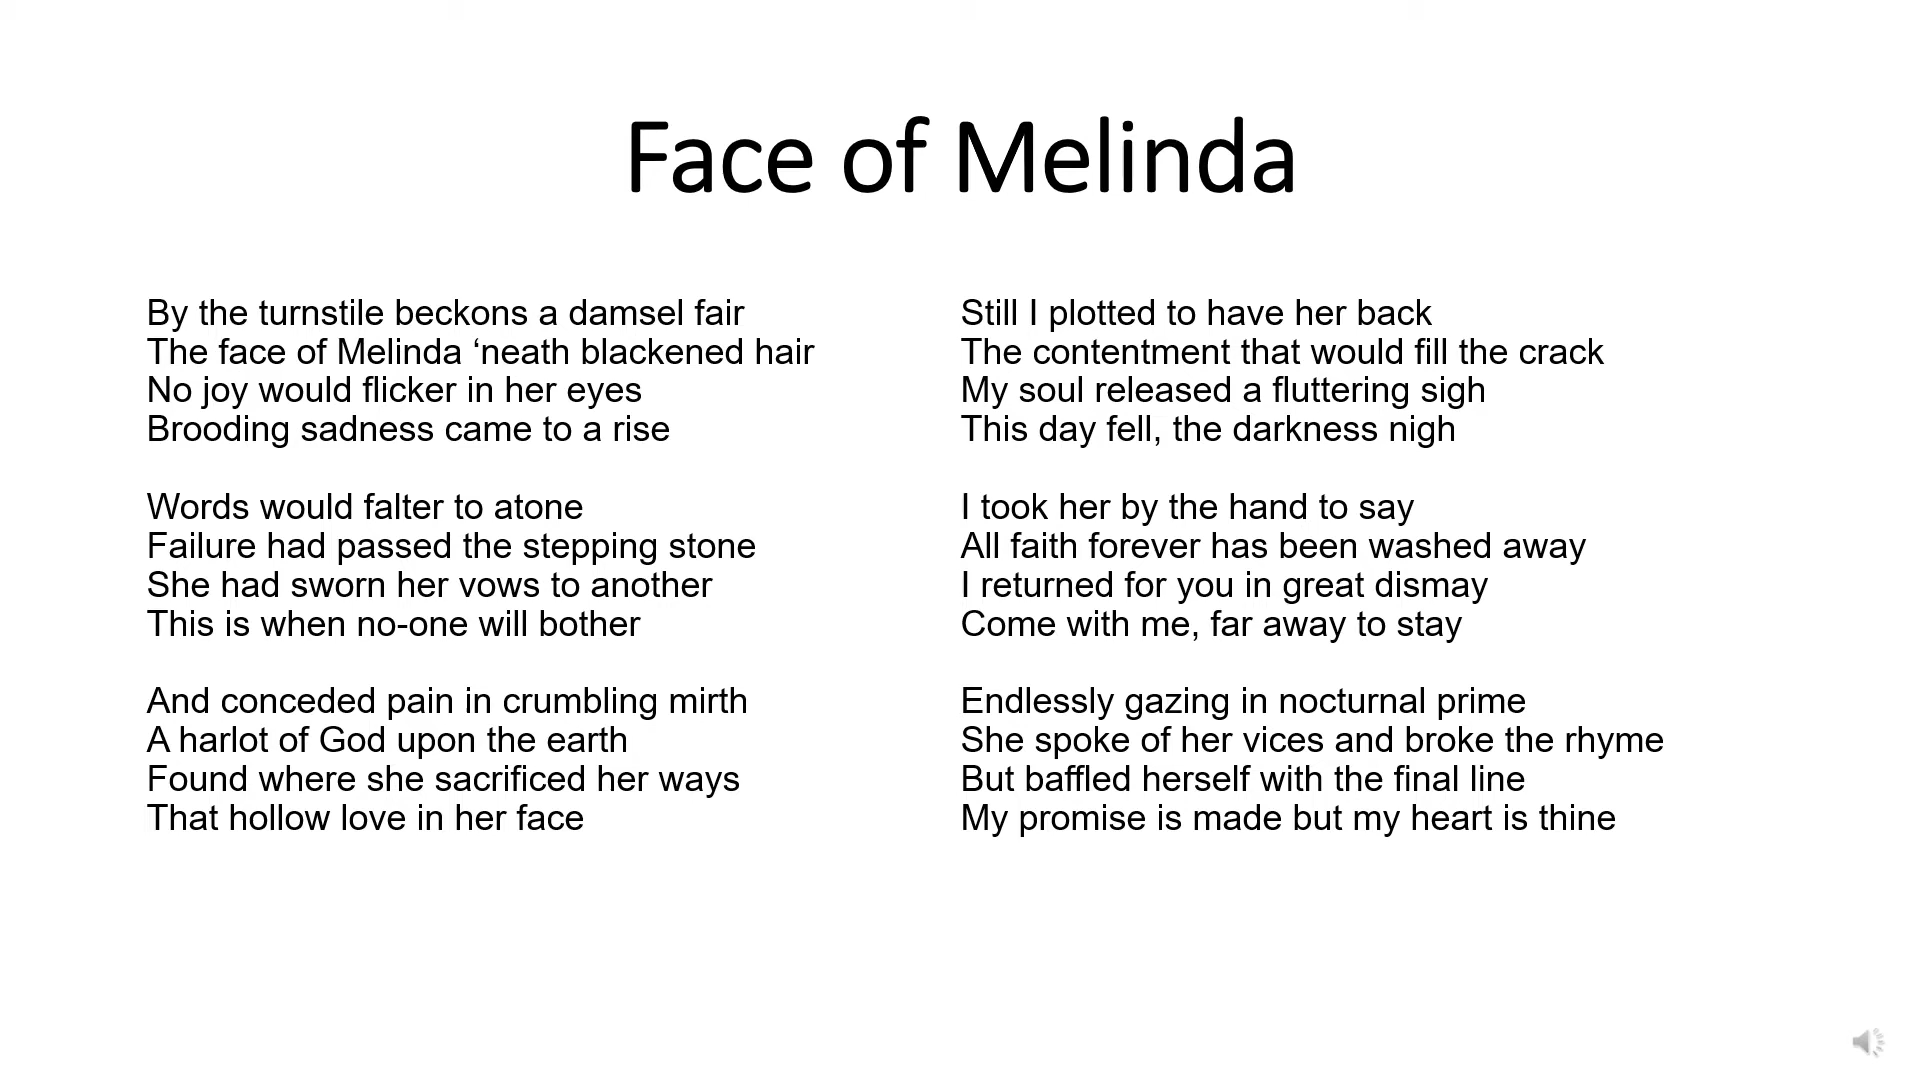 Face of Melinda
By the turnstile beckons a damsel fair
The face of Melinda ‘neath blackened hair
No joy would flicker in her eyes
Brooding sadness came to a rise
Words would falter to atone
Failure had passed the stepping stone
She had sworn her vows to another
This is when no-one will bother
And conceded pain in crumbling mirth
A harlot of God upon the earth
Found where she sacrificed her ways
That hollow love in her face
Still I plotted to have her back
The contentment that would fill the crack
My soul released a fluttering sigh
This day fell, the darkness nigh
I took her by the hand to say
All faith forever has been washed away
I returned for you in great dismay
Come with me, far away to stay
Endlessly gazing in nocturnal prime
She spoke of her vices and broke the rhyme
But baffled herself with the final line
My promise is made but my heart is thine